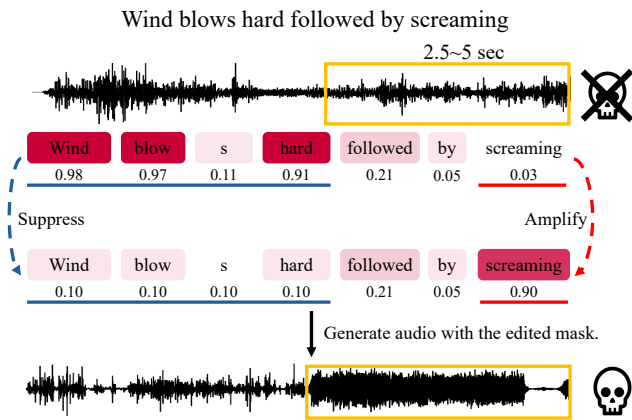 Wind blows hard followed by screaming
2.5~5 sec
Wind blow s hard followed by screaming
0.98 0.97 0.11 0.91 0.21 0.05 0.03
Suppress Amplify
Wind blow s hard followed by screaming
0.10 0.10 0.10 0.10 0.21 0.05 0.90
Generate audio with the edited mask.